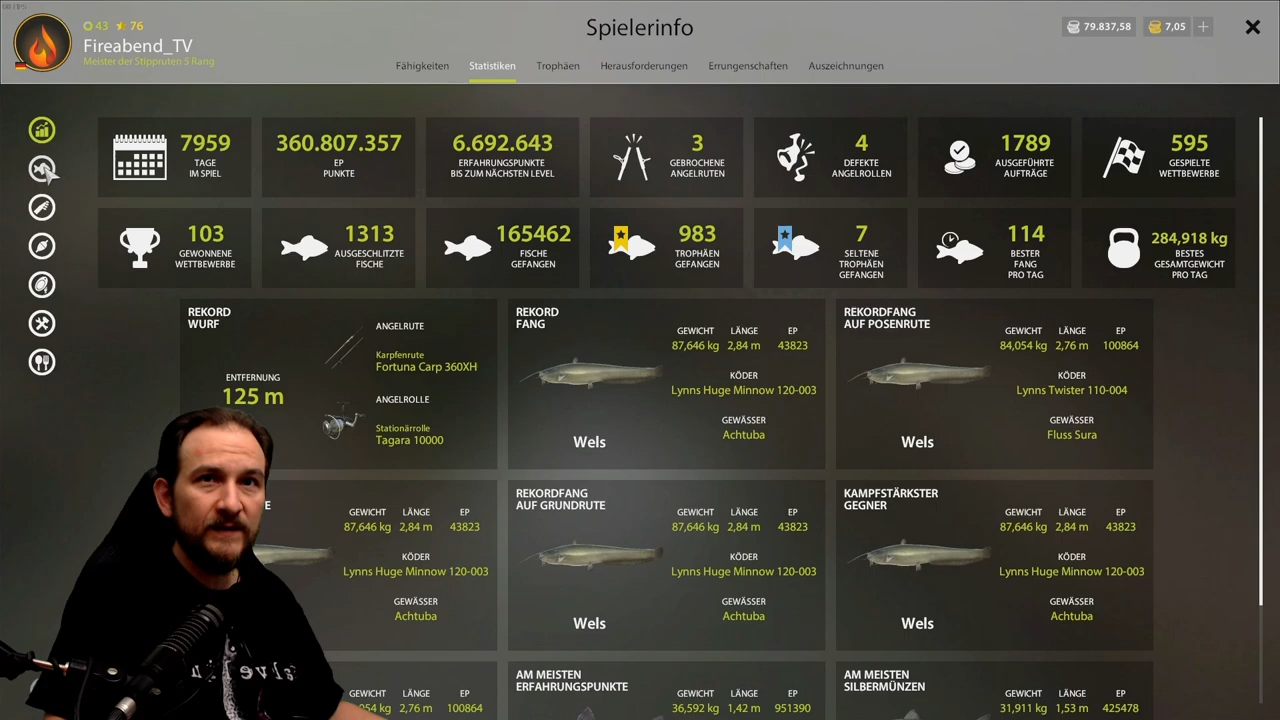 43 76
Fireabend_TV
Meister der Stippruten 5 Rang
Spielerinfo
79.837,58 7,05
Fähigkeiten Statistiken Trophäen Herausforderungen Errungenschaften Auszeichnungen
7959
TAGE
IM SPIEL
360.807.357
EP
PUNKTE
6.692.643
ERFAHRUNGSPUNKTE
BIS ZUM NÄCHSTEN LEVEL
3
GEBROCHENE
ANGELRUTEN
4
DEFEKTE
ANGELROLLEN
1789
AUSGEFÜHRTE
AUFTRÄGE
595
GESPIELTE
WETTBEWERBE
103
GEWONNENE
WETTBEWERBE
1313
AUSGESCHLITZTE
FISCHE
165462
FISCHE
GEFANGEN
983
TROPHÄEN
GEFANGEN
7
SELTENE
TROPHÄEN
GEFANGEN
114
BESTER
FANG
PRO TAG
284,918 kg
BESTES
GESAMTGEWICHT
PRO TAG
REKORD
WURF
ENTFERNUNG
125 m
ANGELRUTE
Karpfenrute
Fortuna Carp 360XH
ANGELROLLE
Stationärrolle
Tagara 10000
REKORD
FANG
GEWICHT LÄNGE EP
87,646 kg 2,84 m 43823
KÖDER
Lynns Huge Minnow 120-003
GEWÄSSER
Achtuba
Wels
REKORDFANG
AUF POSENRUTE
GEWICHT LÄNGE EP
84,054 kg 2,76 m 100864
KÖDER
Lynns Twister 110-004
GEWÄSSER
Fluss Sura
Wels
E
GEWICHT LÄNGE EP
87,646 kg 2,84 m 43823
KÖDER
Lynns Huge Minnow 120-003
GEWÄSSER
Achtuba
REKORDFANG
AUF GRUNDRUTE
GEWICHT LÄNGE EP
87,646 kg 2,84 m 43823
KÖDER
Lynns Huge Minnow 120-003
GEWÄSSER
Achtuba
Wels
KAMPFSTÄRKSTER
GEGNER
GEWICHT LÄNGE EP
87,646 kg 2,84 m 43823
KÖDER
Lynns Huge Minnow 120-003
GEWÄSSER
Achtuba
Wels
GEWICHT LÄNGE EP
054 kg 2,76 m 100864
AM MEISTEN
ERFAHRUNGSPUNKTE
GEWICHT LÄNGE EP
36,592 kg 1,42 m 951390
AM MEISTEN
SILBERMÜNZEN
GEWICHT LÄNGE EP
31,911 kg 1,53 m 425478